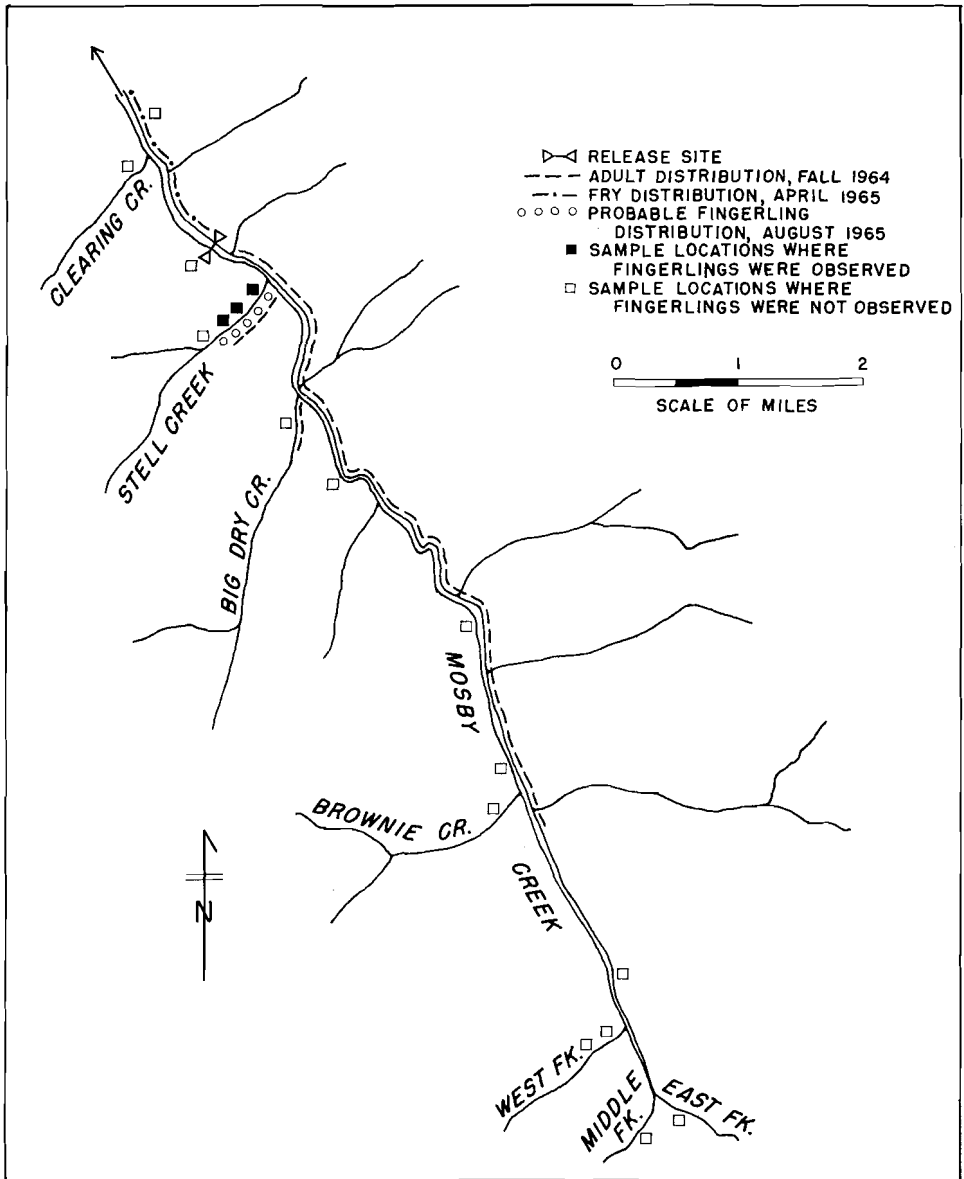 RELEASE SITE
ADULT DISTRIBUTION, FALL 1964
FRY DISTRIBUTION, APRIL 1965
PROBABLE FINGERLING
DISTRIBUTION, AUGUST 1965
SAMPLE LOCATIONS WHERE
FINGERLINGS WERE OBSERVED
SAMPLE LOCATIONS WHERE
FINGERLINGS WERE NOT OBSERVED
0 1 2
SCALE OF MILES
CLEARING CR.
STELL CREEK
BIG DRY CR.
MOSBY
CREEK
BROWNIE CR.
N
WEST FK.
MIDDLE
FK.
EAST FK.